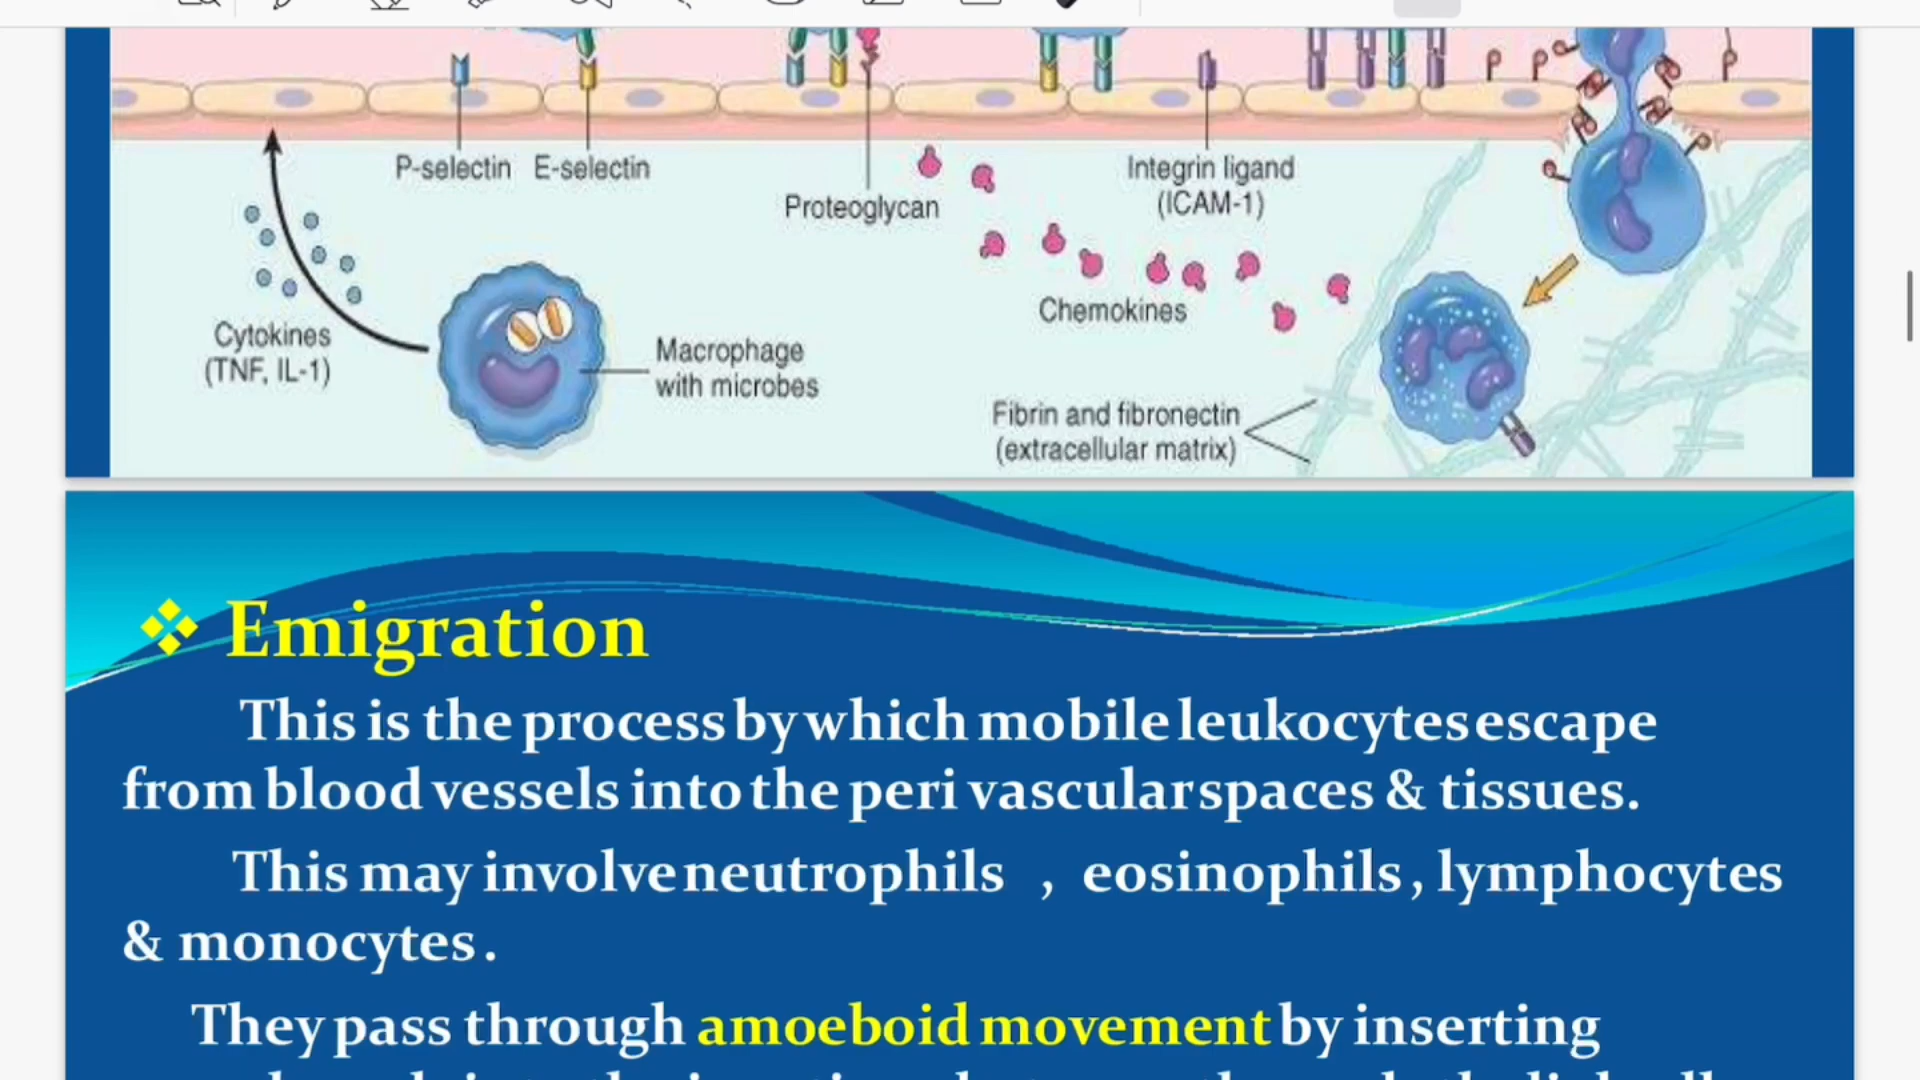 P-selectin E-selectin
Proteoglycan
Integrin ligand
(ICAM-1)
Chemokines
Cytokines
(TNF, IL-1)
Macrophage
with microbes
Fibrin and fibronectin
(extracellular matrix)
❖ Emigration
This is the process by which mobile leukocytes escape
from blood vessels into the peri vascular spaces & tissues.
This may involve neutrophils , eosinophils, lymphocytes
& monocytes.
They pass through amoeboid movement by inserting